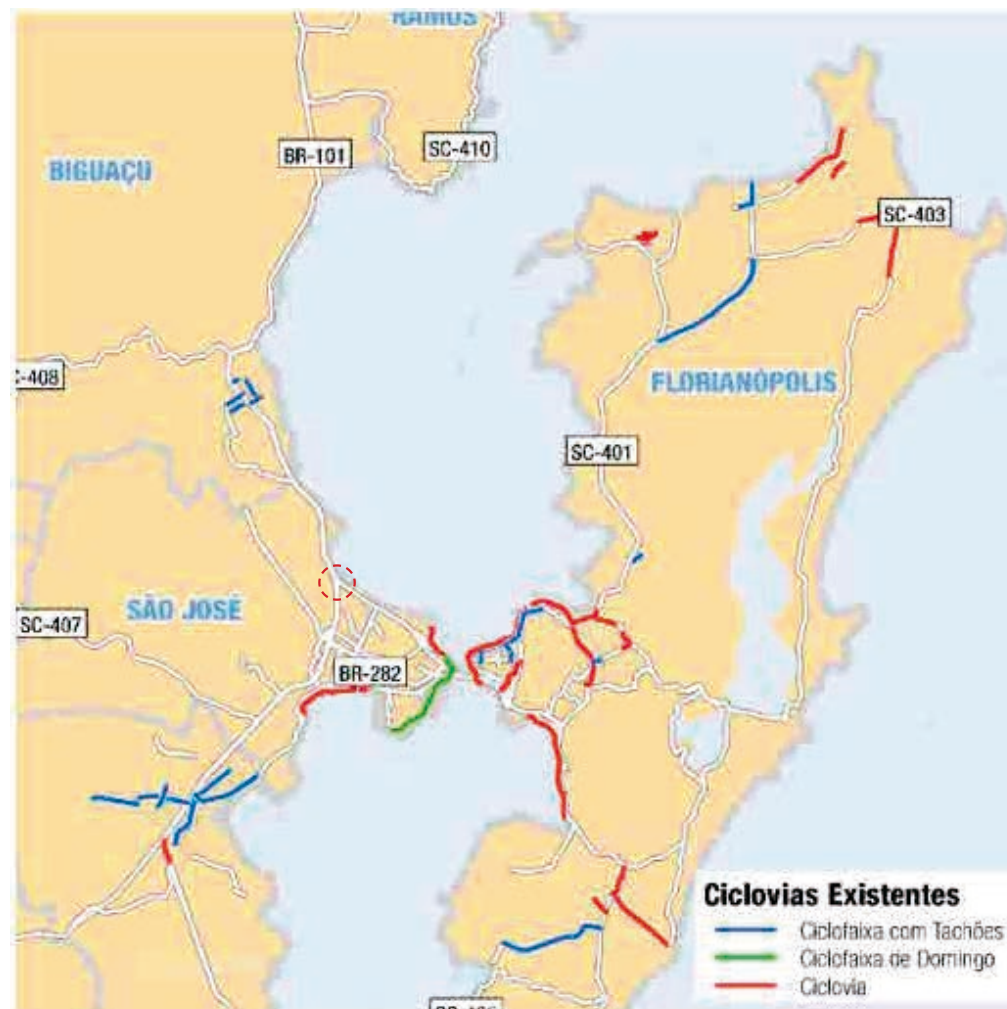 RAMOS
BR-101
SC-410
BIGUAÇU
SC-403
C-408
FLORIANÓPOLIS
SC-401
SÃO JOSÉ
SC-407
BR-282
Ciclovias Existentes
Ciclofaixa com Tachões
Ciclofaixa de Domingo
Ciclovia